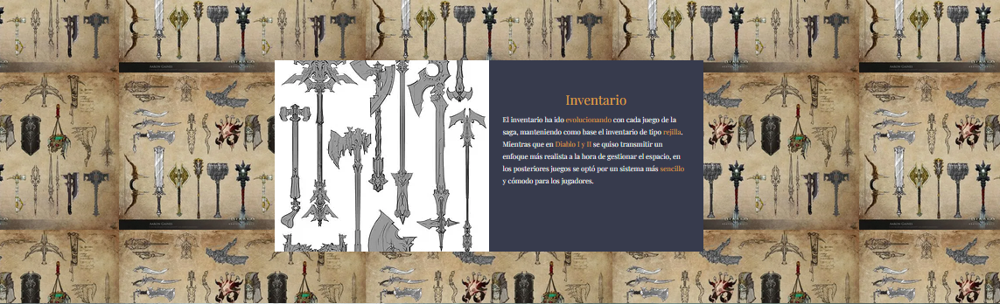 Inventario
El inventario ha ido evolucionando con cada juego de la
saga, manteniendo como base el inventario de tipo rejilla.
Mientras que en Diablo I y II se quiso transmitir un
enfoque más realista a la hora de gestionar el espacio, en
los posteriores juegos se optó por un sistema más sencillo
y cómodo para los jugadores.